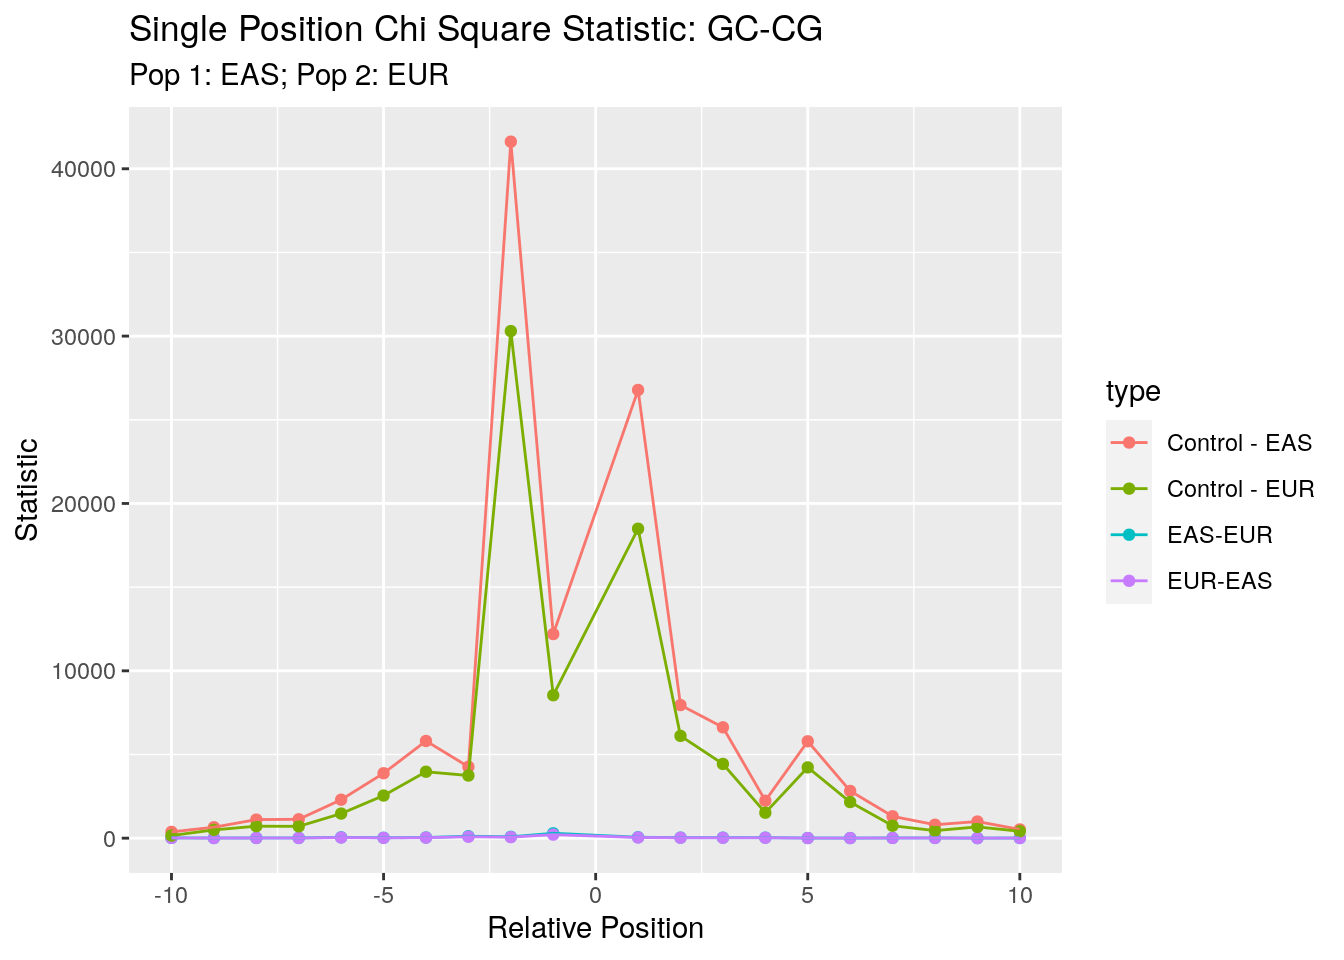 Single Position Chi Square Statistic: GC-CG
Pop 1: EAS; Pop 2: EUR
Statistic
40000
30000
20000
10000
0
-10
-5
0
5
10
Relative Position
type
Control - EAS
Control - EUR
EAS-EUR
EUR-EAS